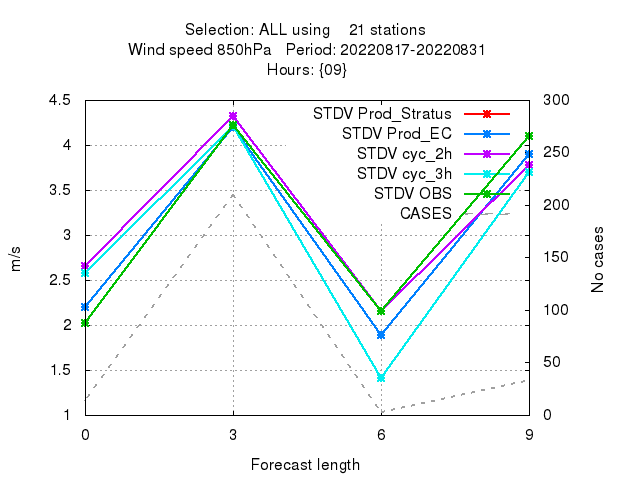 Selection: ALL using    21 stations
Wind speed 850hPa   Period: 20220817-20220831
Hours: {09}
4.5
4
3.5
3
2.5
2
1.5
1
300
250
200
150
100
50
0
STDV Prod_Stratus
STDV Prod_EC
STDV cyc_2h
STDV cyc_3h
STDV OBS
CASES
m/s
No cases
0 3 6 9
Forecast length